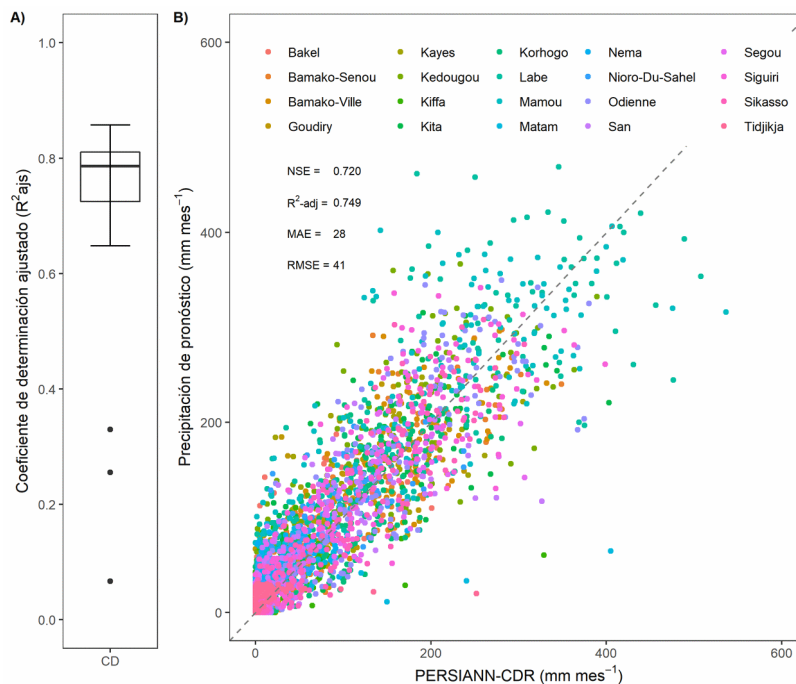 A)
B)
Coeficiente de determinación ajustado (R²ajs)
1.0
0.8
0.6
0.4
0.2
0.0
CD
Precipitación de pronóstico (mm mes⁻¹)
600
400
200
0
Bakel Kayes Korhogo Nema Segou
Bamako-Senou Kedougou Labe Nioro-Du-Sahel Siguiri
Bamako-Ville Kiffa Mamou Odienne Sikasso
Goudiry Kita Matam San Tidjikja
NSE = 0.720
R²-adj = 0.749
MAE = 28
RMSE = 41
0 200 400 600
PERSIANN-CDR (mm mes⁻¹)